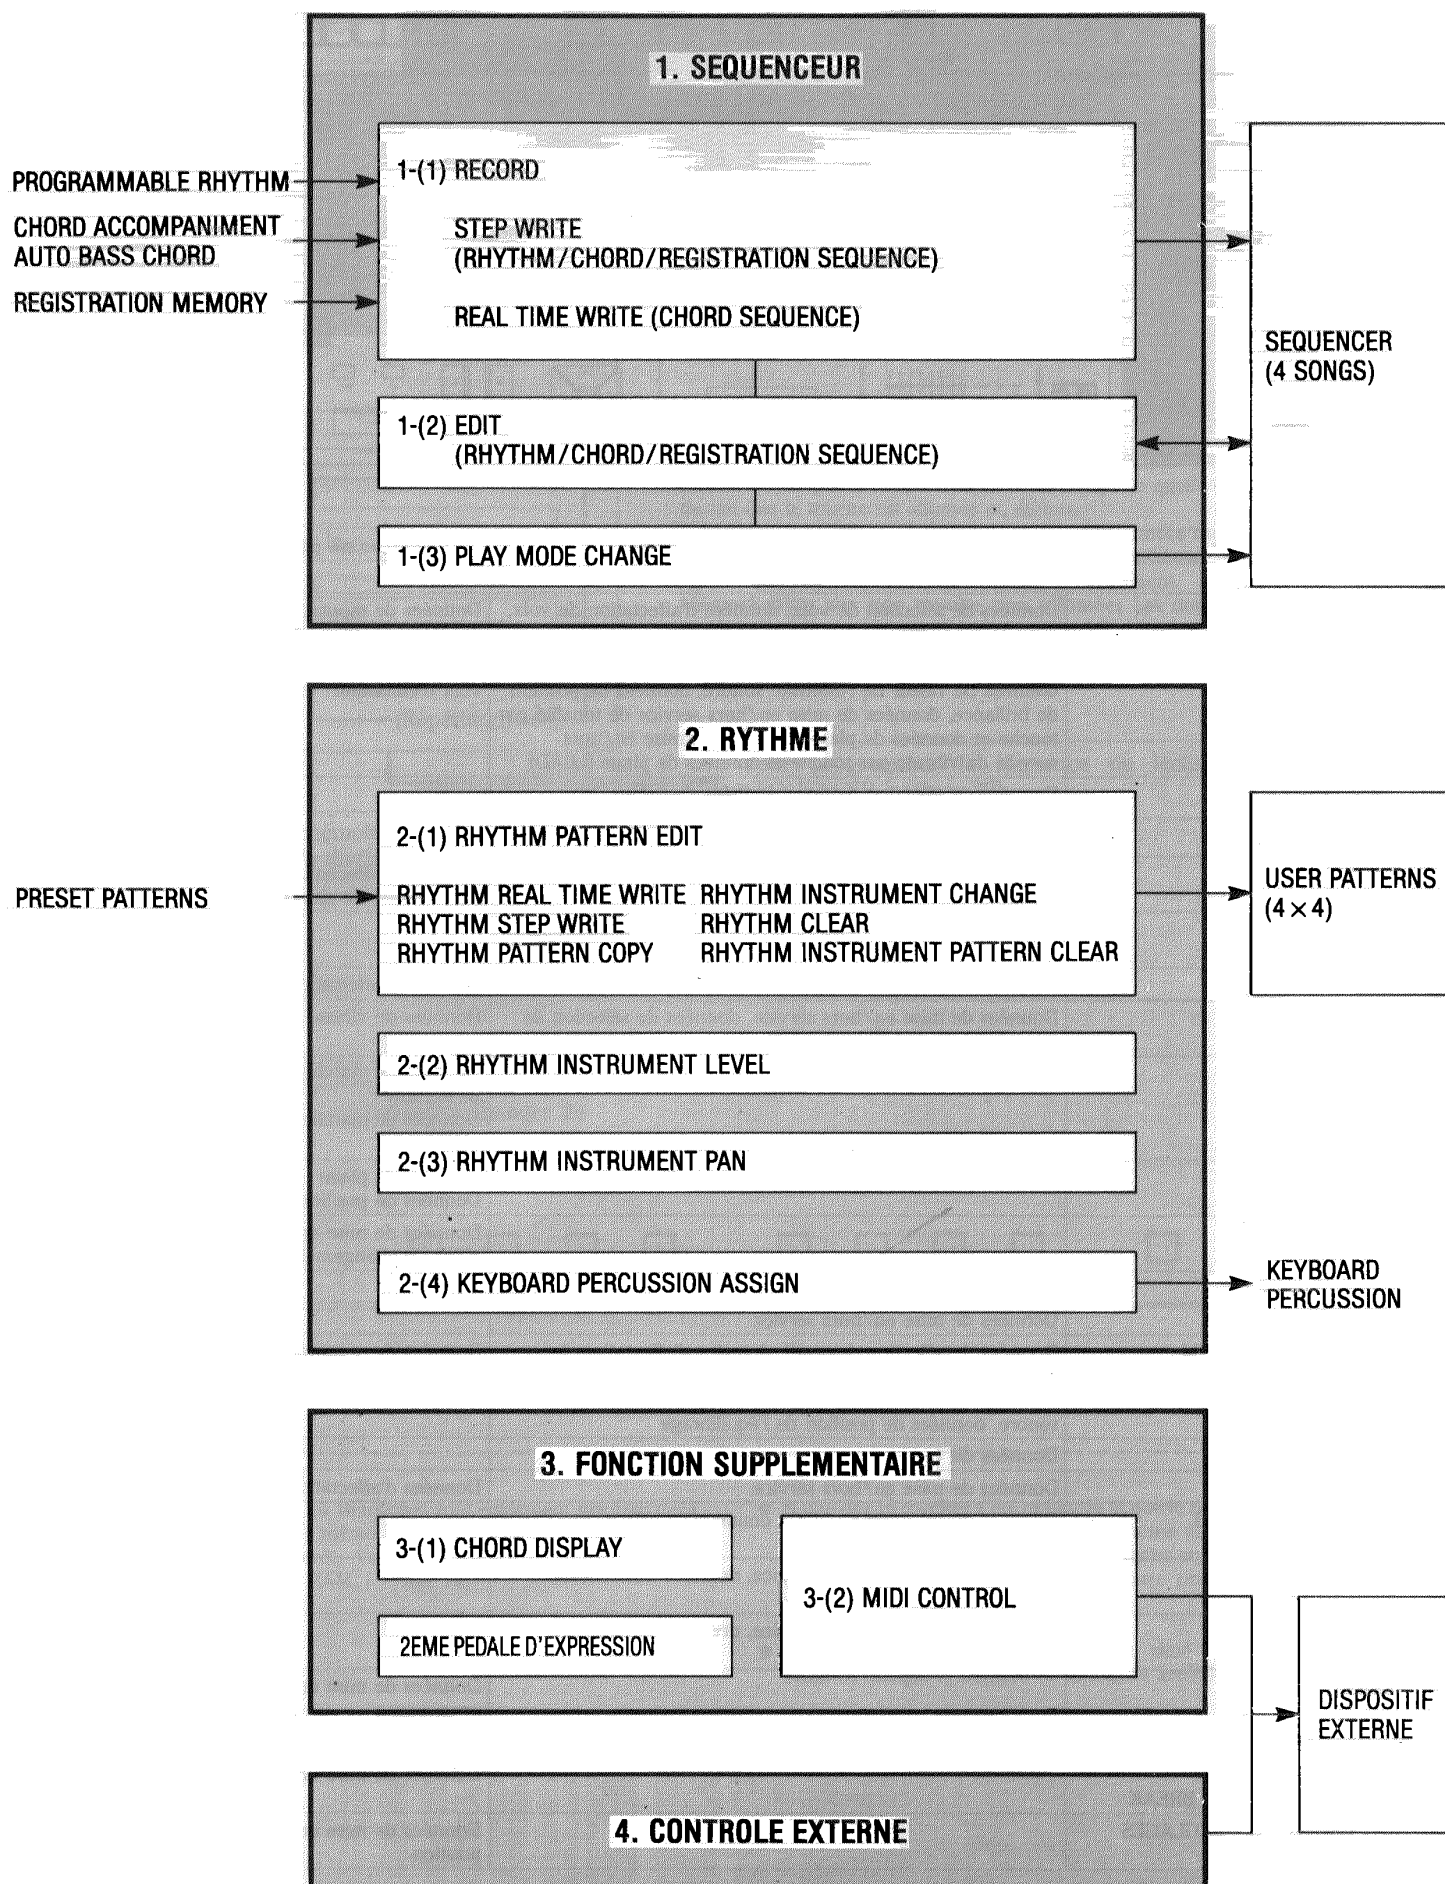 1. SEQUENCEUR
PROGRAMMABLE RHYTHM
CHORD ACCOMPANIMENT
AUTO BASS CHORD
REGISTRATION MEMORY
1-(1) RECORD
STEP WRITE
(RHYTHM/CHORD/REGISTRATION SEQUENCE)
REAL TIME WRITE (CHORD SEQUENCE)
SEQUENCER
(4 SONGS)
1-(2) EDIT
(RHYTHM/CHORD/REGISTRATION SEQUENCE)
1-(3) PLAY MODE CHANGE
2. RYTHME
PRESET PATTERNS
2-(1) RHYTHM PATTERN EDIT
RHYTHM REAL TIME WRITE RHYTHM INSTRUMENT CHANGE
RHYTHM STEP WRITE RHYTHM CLEAR
RHYTHM PATTERN COPY RHYTHM INSTRUMENT PATTERN CLEAR
USER PATTERNS
(4 × 4)
2-(2) RHYTHM INSTRUMENT LEVEL
2-(3) RHYTHM INSTRUMENT PAN
2-(4) KEYBOARD PERCUSSION ASSIGN
KEYBOARD
PERCUSSION
3. FONCTION SUPPLEMENTAIRE
3-(1) CHORD DISPLAY
2EME PEDALE D'EXPRESSION
3-(2) MIDI CONTROL
DISPOSITIF
EXTERNE
4. CONTROLE EXTERNE